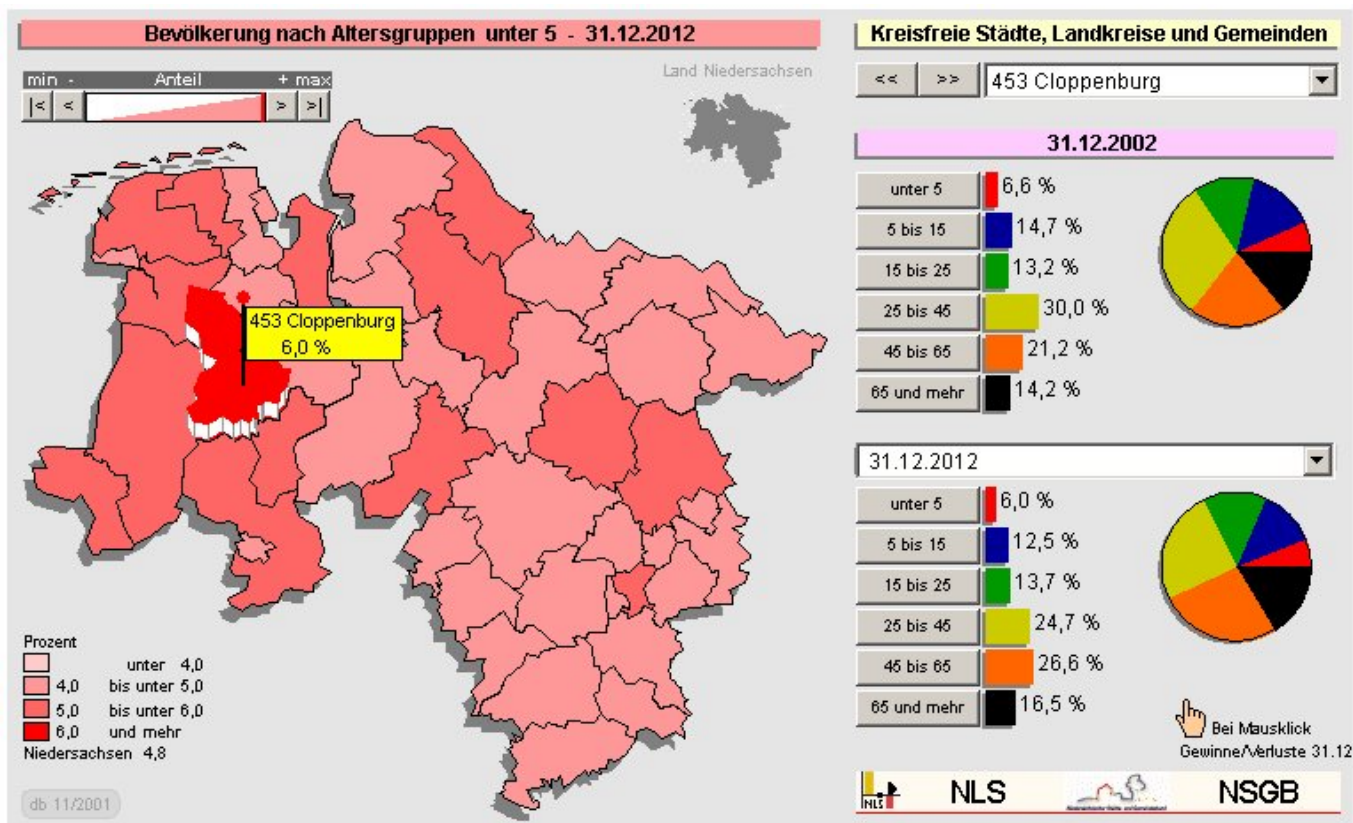 Bevölkerung nach Altersgruppen unter 5 - 31.12.2012
min - Anteil + max
|< < > >|
Land Niedersachsen
453 Cloppenburg
6,0 %
Prozent
unter 4,0
4,0 bis unter 5,0
5,0 bis unter 6,0
6,0 und mehr
Niedersachsen 4,8
db 11/2001
Kreisfreie Städte, Landkreise und Gemeinden
<< >> 453 Cloppenburg
31.12.2002
unter 5 6,6 %
5 bis 15 14,7 %
15 bis 25 13,2 %
25 bis 45 30,0 %
45 bis 65 21,2 %
65 und mehr 14,2 %
31.12.2012
unter 5 6,0 %
5 bis 15 12,5 %
15 bis 25 13,7 %
25 bis 45 24,7 %
45 bis 65 26,6 %
65 und mehr 16,5 %
Bei Mausklick
Gewinne/Verluste 31.12
NLS NLS NSGB